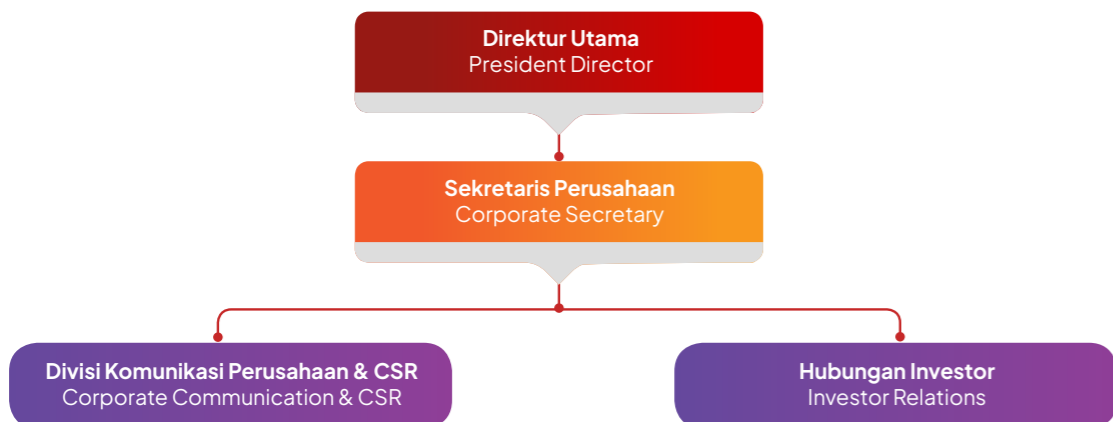 Direktur Utama
President Director
Sekretaris Perusahaan
Corporate Secretary
Divisi Komunikasi Perusahaan & CSR
Corporate Communication & CSR
Hubungan Investor
Investor Relations